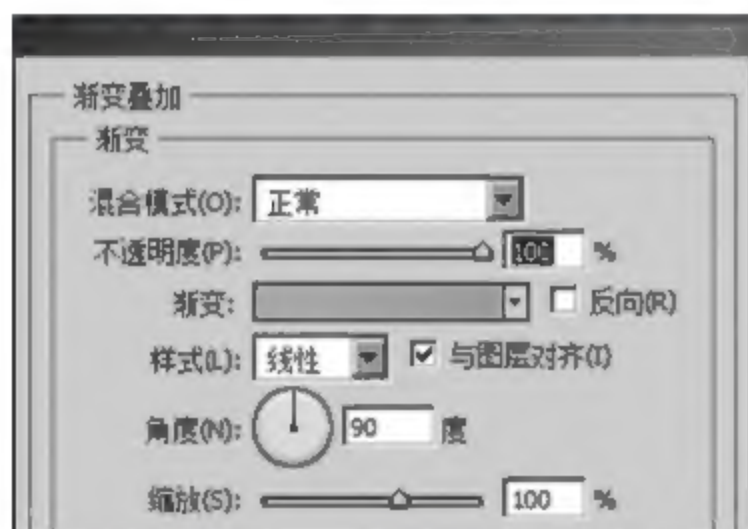 渐变叠加
渐变
混合模式(O): 正常
不透明度(P): 100 %
渐变: 反向(R)
样式(L): 线性 与图层对齐(I)
角度(N): 90 度
缩放(S): 100 %